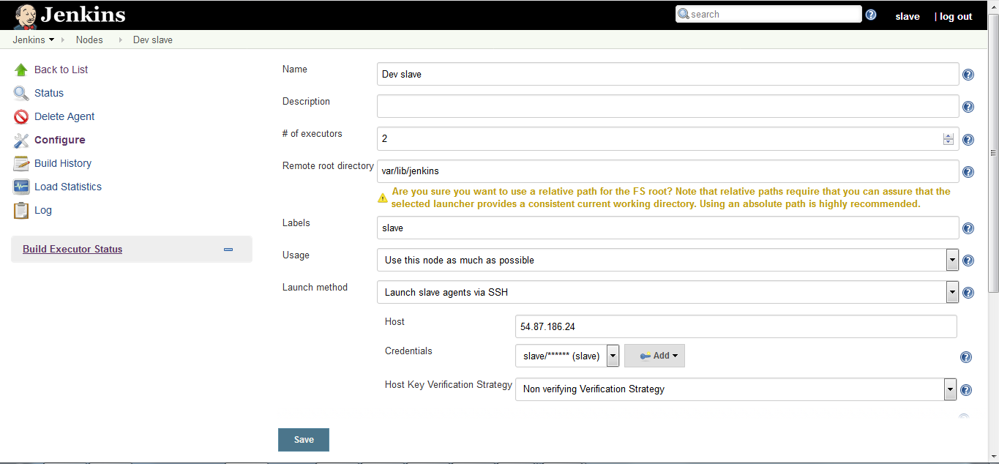 Jenkins
search
slave
| log out
Jenkins
Nodes
Dev slave
Back to List
Status
Delete Agent
Configure
Build History
Load Statistics
Log
Build Executor Status
Name
Dev slave
Description
# of executors
2
Remote root directory
var/lib/jenkins
Are you sure you want to use a relative path for the FS root? Note that relative paths require that you can assure that the
selected launcher provides a consistent current working directory. Using an absolute path is highly recommended.
Labels
slave
Usage
Use this node as much as possible
Launch method
Launch slave agents via SSH
Host
54.87.186.24
Credentials
slave/****** (slave)
Add
Host Key Verification Strategy
Non verifying Verification Strategy
Save